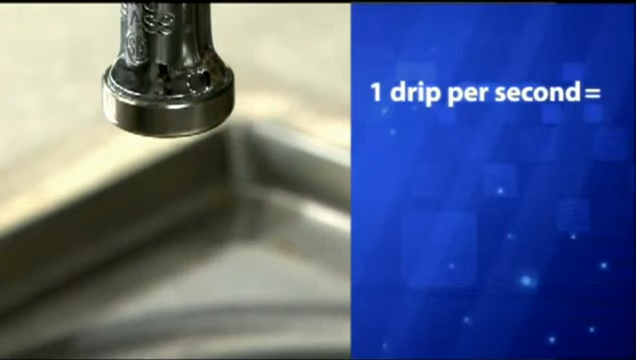 1 drip per second =